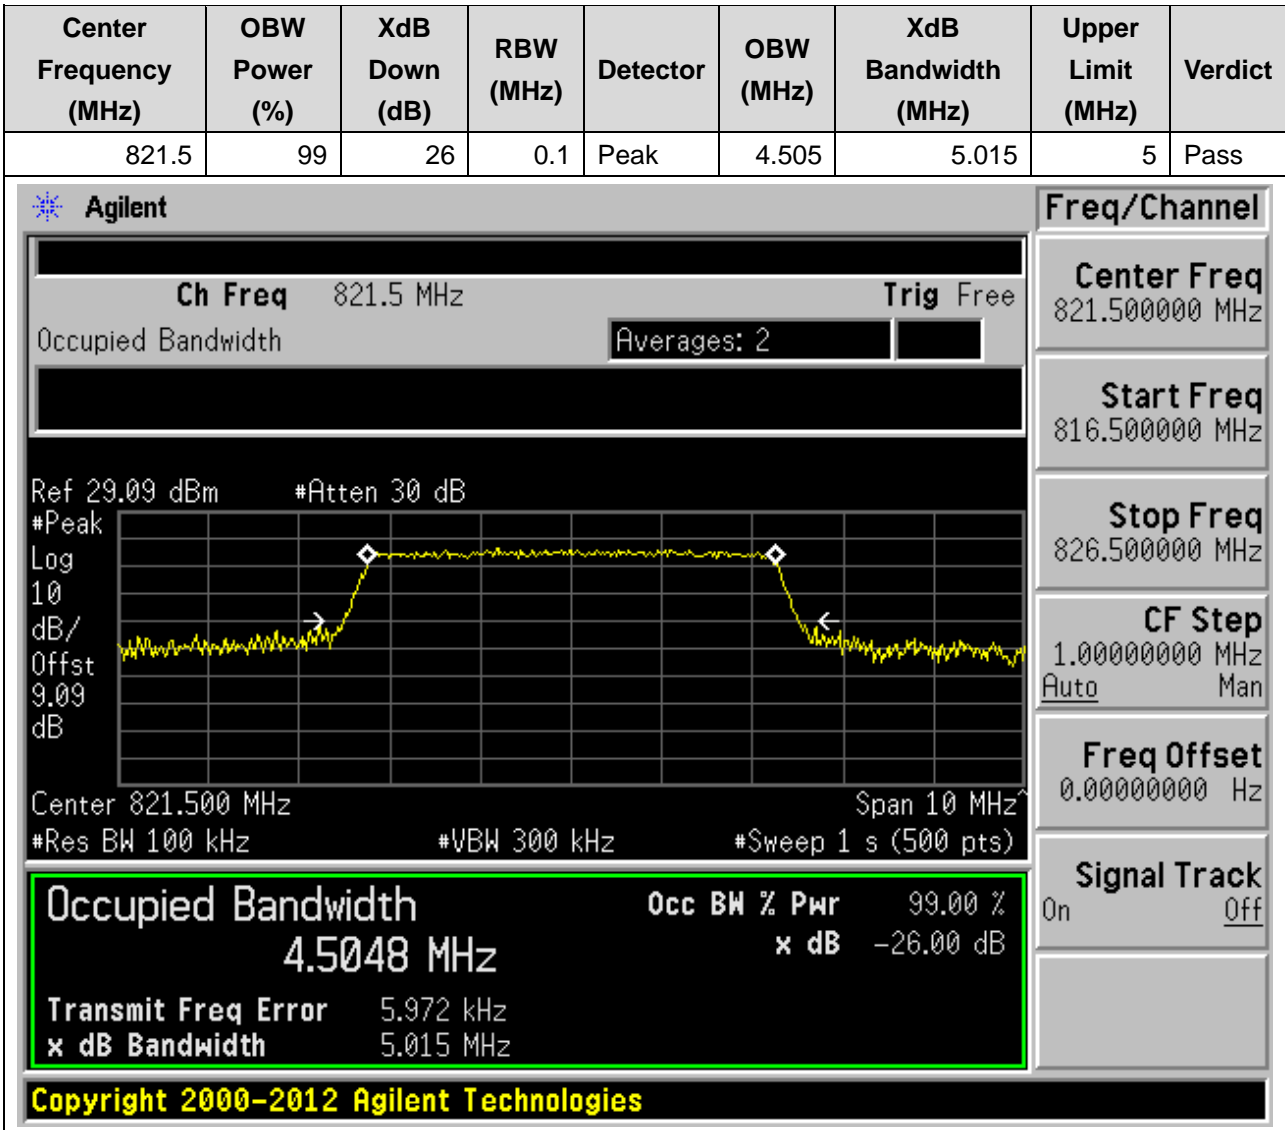 Center Frequency (MHz) OBW Power (%) XdB Down (dB) RBW (MHz) Detector OBW (MHz) XdB Bandwidth (MHz) Upper Limit (MHz) Verdict
821.5 99 26 0.1 Peak 4.505 5.015 5 Pass
Agilent
Freq/Channel
Ch Freq 821.5 MHz Trig Free
Occupied Bandwidth Averages: 2
Center Freq
821.500000 MHz
Start Freq
816.500000 MHz
Stop Freq
826.500000 MHz
CF Step
1.00000000 MHz
Auto Man
Freq Offset
0.00000000 Hz
Signal Track
On Off
Ref 29.09 dBm #Atten 30 dB
#Peak
Log
10
dB/
Offst
9.09
dB
Center 821.500 MHz Span 10 MHz^
#Res BW 100 kHz #VBW 300 kHz #Sweep 1 s (500 pts)
Occupied Bandwidth Occ BW % Pwr 99.00 %
4.5048 MHz x dB -26.00 dB
Transmit Freq Error 5.972 kHz
x dB Bandwidth 5.015 MHz
Copyright 2000-2012 Agilent Technologies